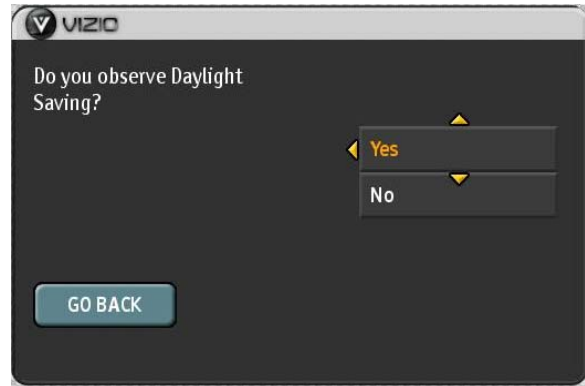 VIZIO
Do you observe Daylight
Saving?
Yes
No
GO BACK